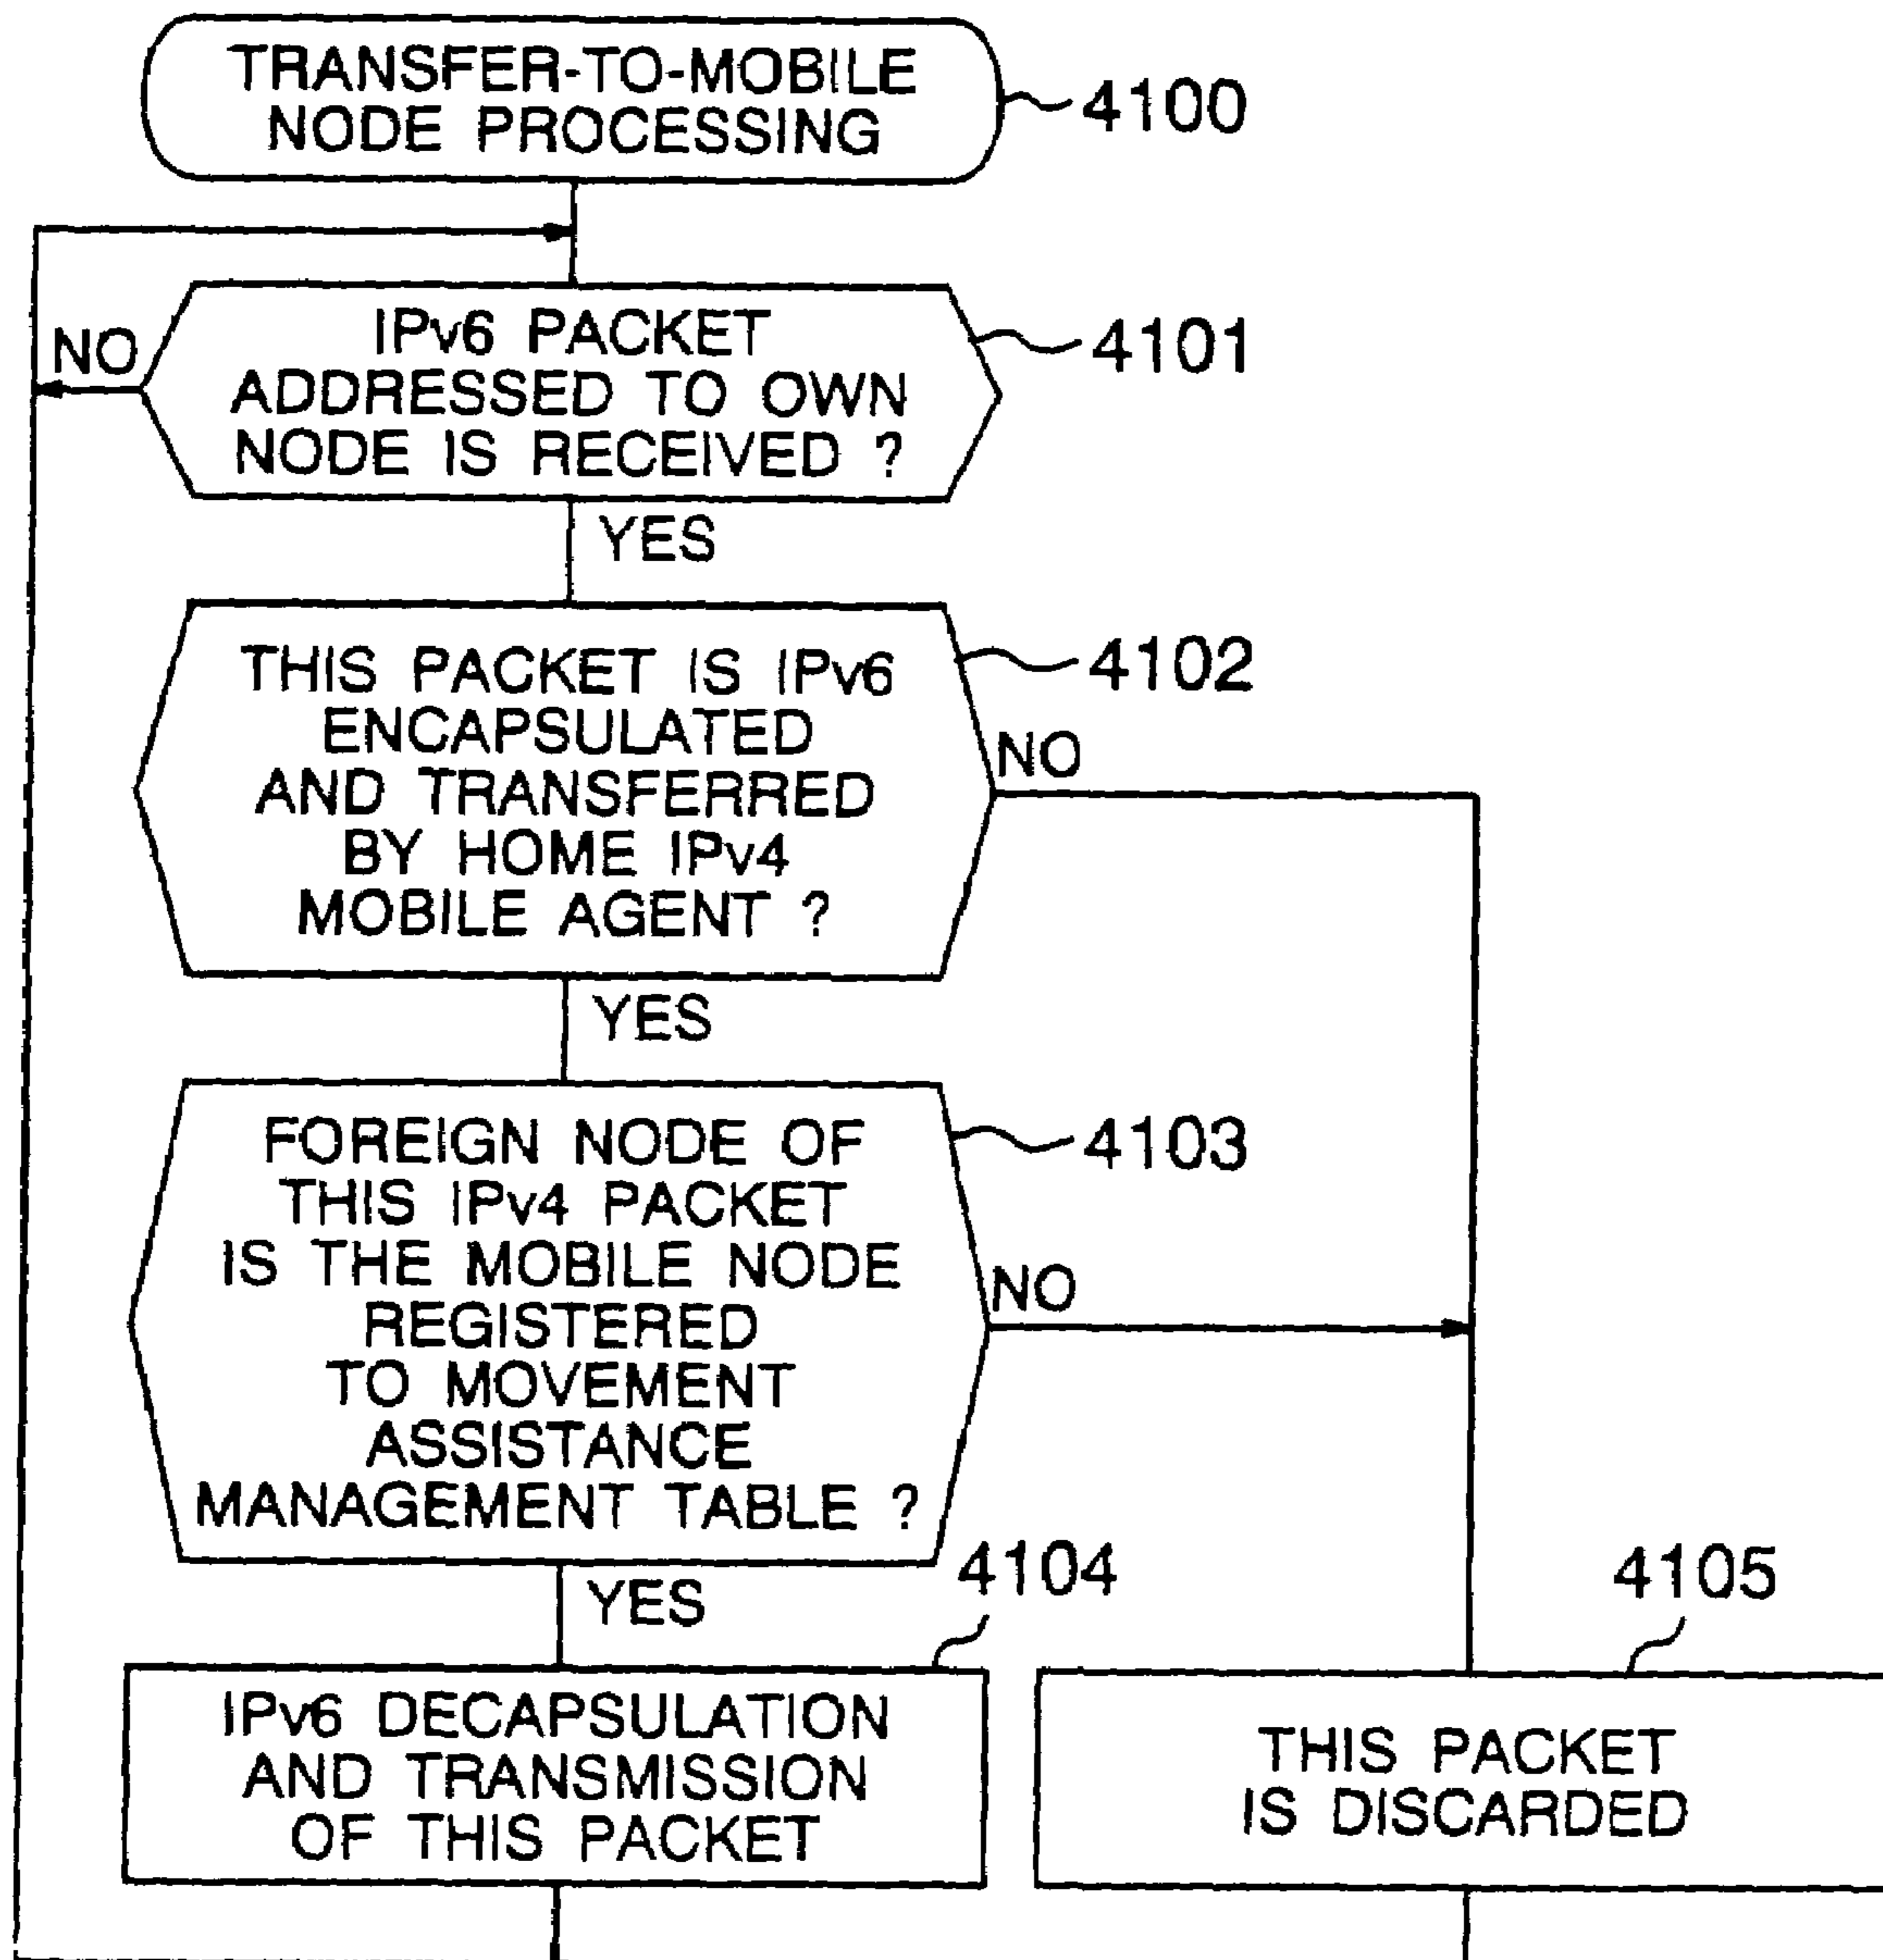 TRANSFER-TO-MOBILE
NODE PROCESSING
4100
IPv6 PACKET
ADDRESSED TO OWN
NODE IS RECEIVED ?
4101
NO
YES
THIS PACKET IS IPv6
ENCAPSULATED
AND TRANSFERRED
BY HOME IPv4
MOBILE AGENT ?
4102
NO
YES
FOREIGN NODE OF
THIS IPv4 PACKET
IS THE MOBILE NODE
REGISTERED
TO MOVEMENT
ASSISTANCE
MANAGEMENT TABLE ?
4103
NO
YES
4104
IPv6 DECAPSULATION
AND TRANSMISSION
OF THIS PACKET
4105
THIS PACKET
IS DISCARDED